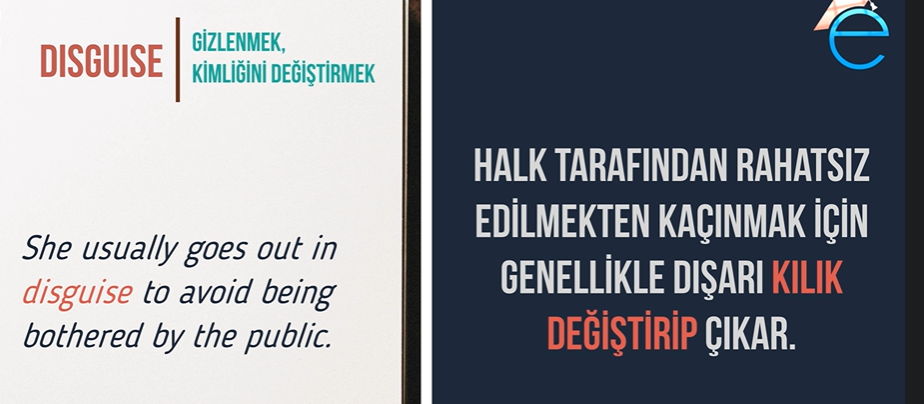 DISGUISE
GİZLENMEK,
KİMLİĞİNİ DEĞİŞTİRMEK
She usually goes out in
disguise to avoid being
bothered by the public.
e
HALK TARAFINDAN RAHATSIZ
EDİLMEKTEN KAÇINMAK İÇİN
GENELLİKLE DIŞARI KILIK
DEĞİŞTİRİP ÇIKAR.